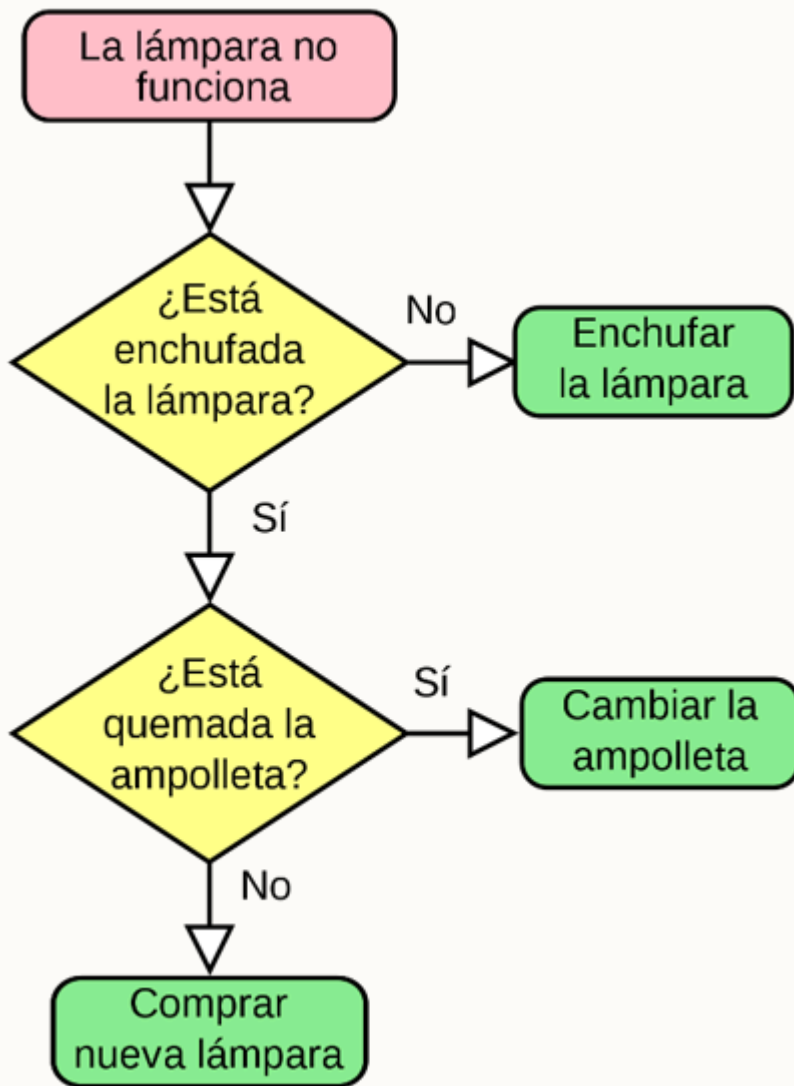 La lámpara no
funciona
¿Está
enchufada
la lámpara?
No
Enchufar
la lámpara
Sí
¿Está
quemada la
ampolleta?
Sí
Cambiar la
ampolleta
No
Comprar
nueva lámpara